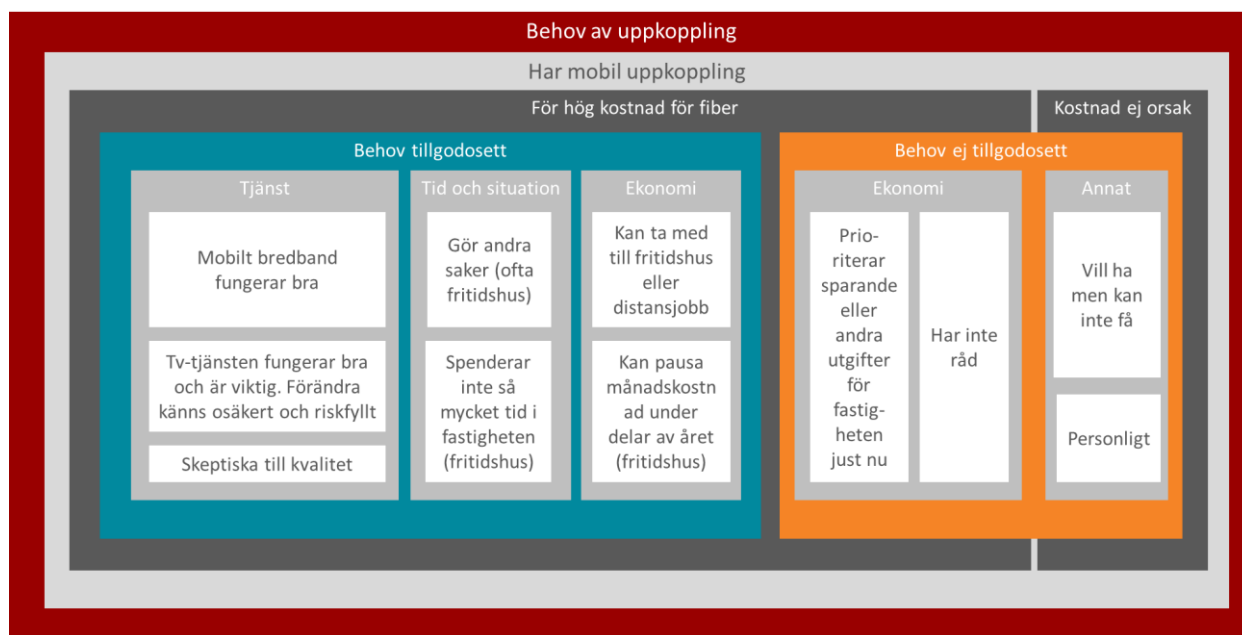 Behov av uppkoppling
Har mobil uppkoppling
För hög kostnad för fiber
Kostnad ej orsak
Behov tillgodosett
Behov ej tillgodosett
Tjänst
Tid och situation
Ekonomi
Ekonomi
Annat
Mobilt bredband
fungerar bra
Tv-tjänsten fungerar bra
och är viktig. Förändra
känns osäkert och riskfyllt
Skeptiska till kvalitet
Gör andra
saker (ofta
fritidshus)
Spenderar
inte så
mycket tid i
fastigheten
(fritidshus)
Kan ta med
till fritidshus
eller
distansjobb
Kan pausa
månadskostn
ad under
delar av året
(fritidshus)
Prio-
riterar
sparande
eller
andra
utgifter
för
fastig-
heten
just nu
Har inte
råd
Vill ha
men kan
inte få
Personligt